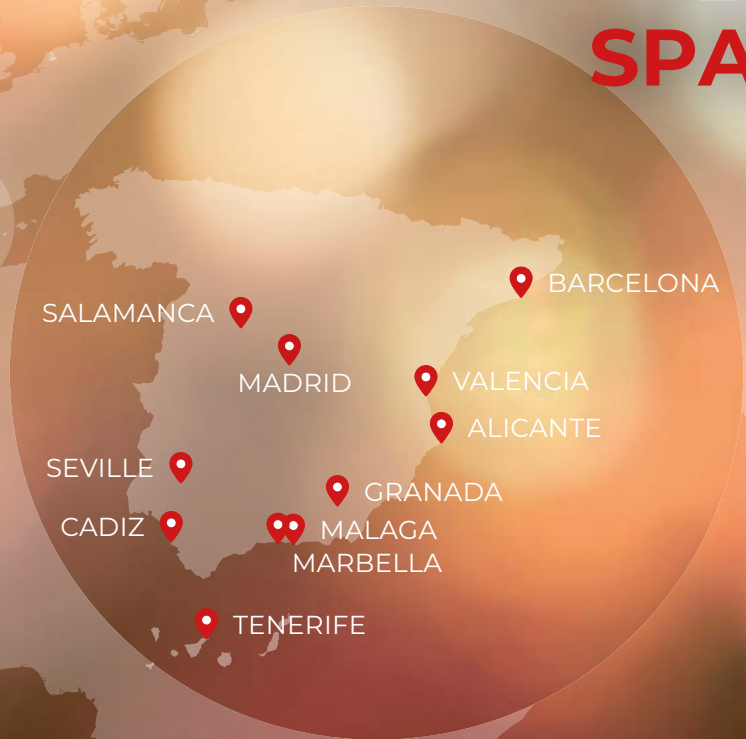 SPA
BARCELONA
SALAMANCA
MADRID
VALENCIA
ALICANTE
SEVILLE
GRANADA
CADIZ
MALAGA
MARBELLA
TENERIFE